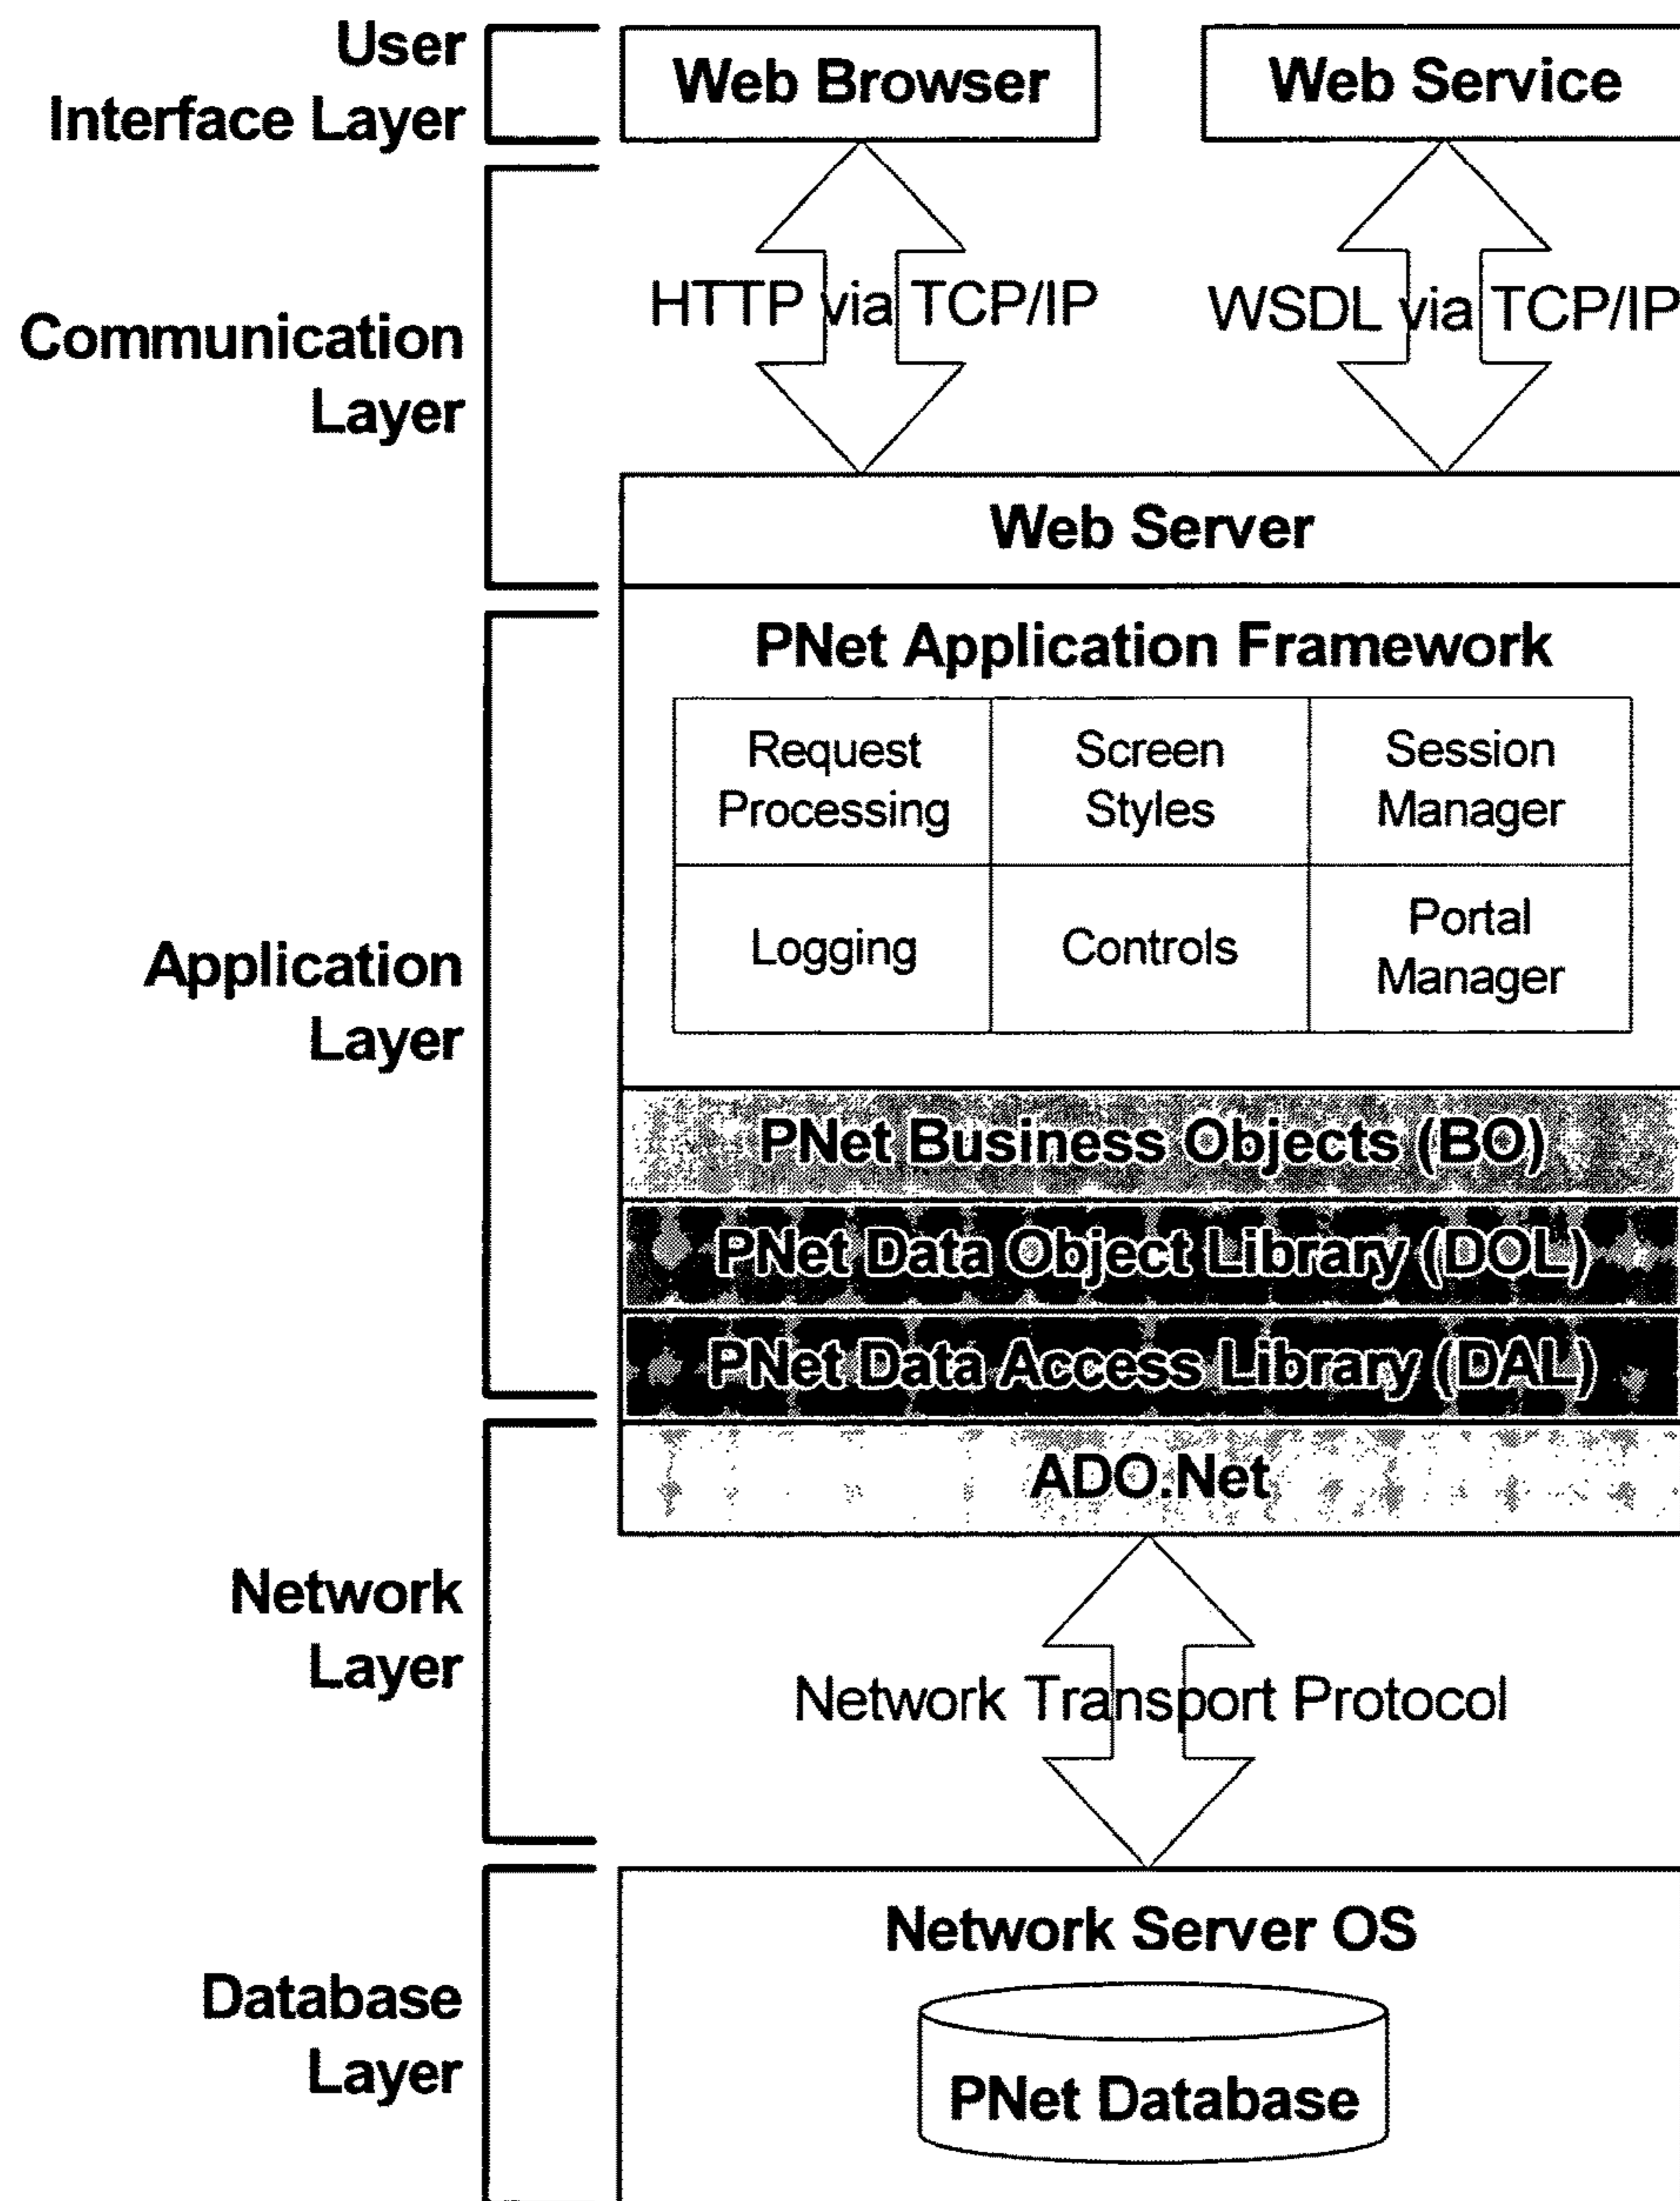 User
Interface Layer
Web Browser
Web Service
Communication
Layer
HTTP via TCP/IP
WSDL via TCP/IP
Web Server
Application
Layer
PNet Application Framework
Request
Processing
Screen
Styles
Session
Manager
Logging
Controls
Portal
Manager
PNet Business Objects (BO)
PNet Data Object Library (DOL)
PNet Data Access Library (DAL)
Network
Layer
ADO.Net
Network Transport Protocol
Database
Layer
Network Server OS
PNet Database